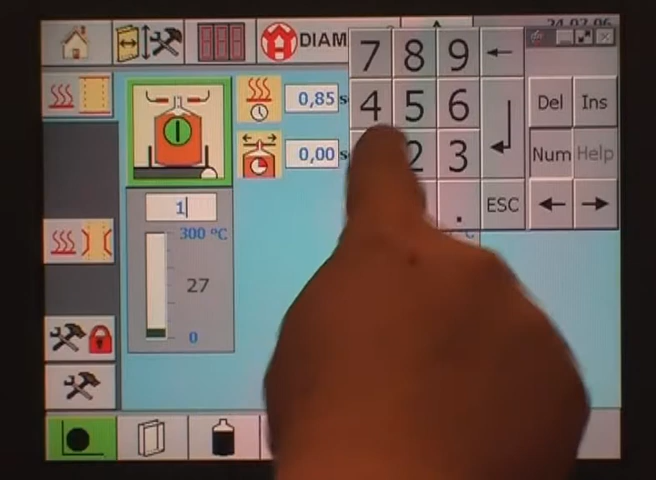 24.02.06
DIAM
7 8 9 ←
4 5 6 Del Ins
2 3 Num Help
. ESC ← →
0,85 s
0,00 s
1
300 °C
27
0
°C